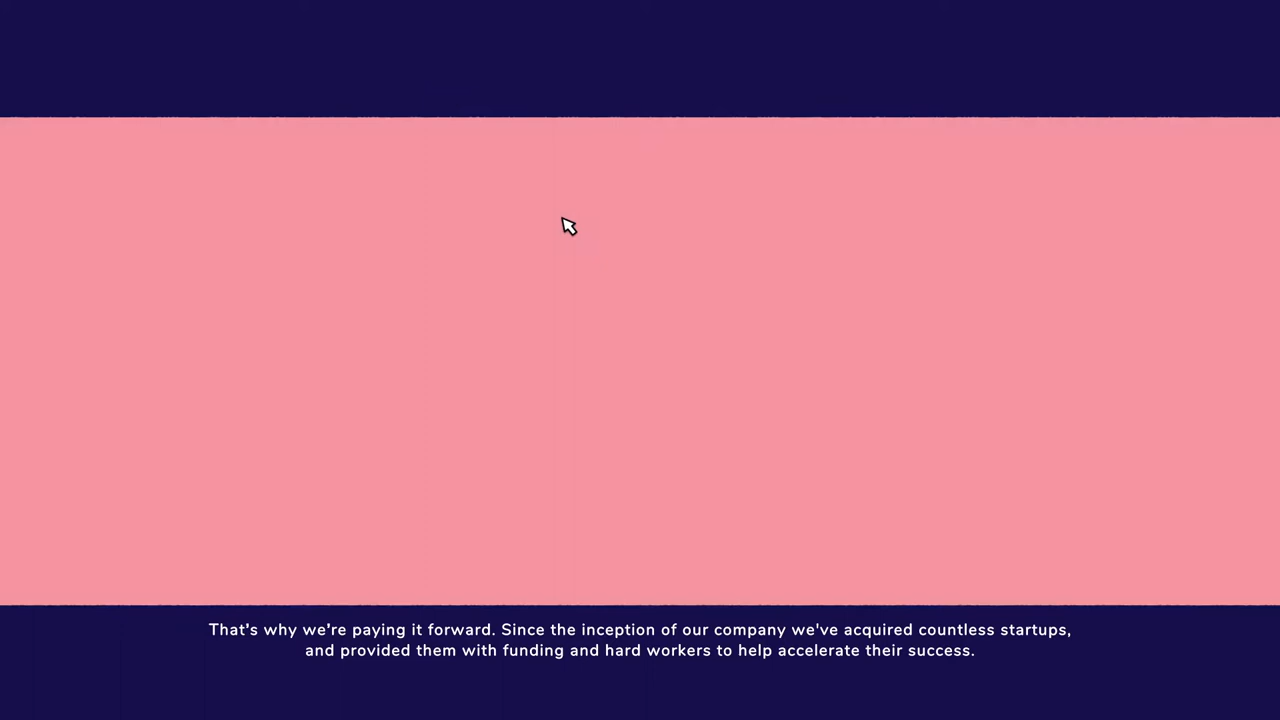 That's why we're paying it forward. Since the inception of our company we've acquired countless startups,
and provided them with funding and hard workers to help accelerate their success.